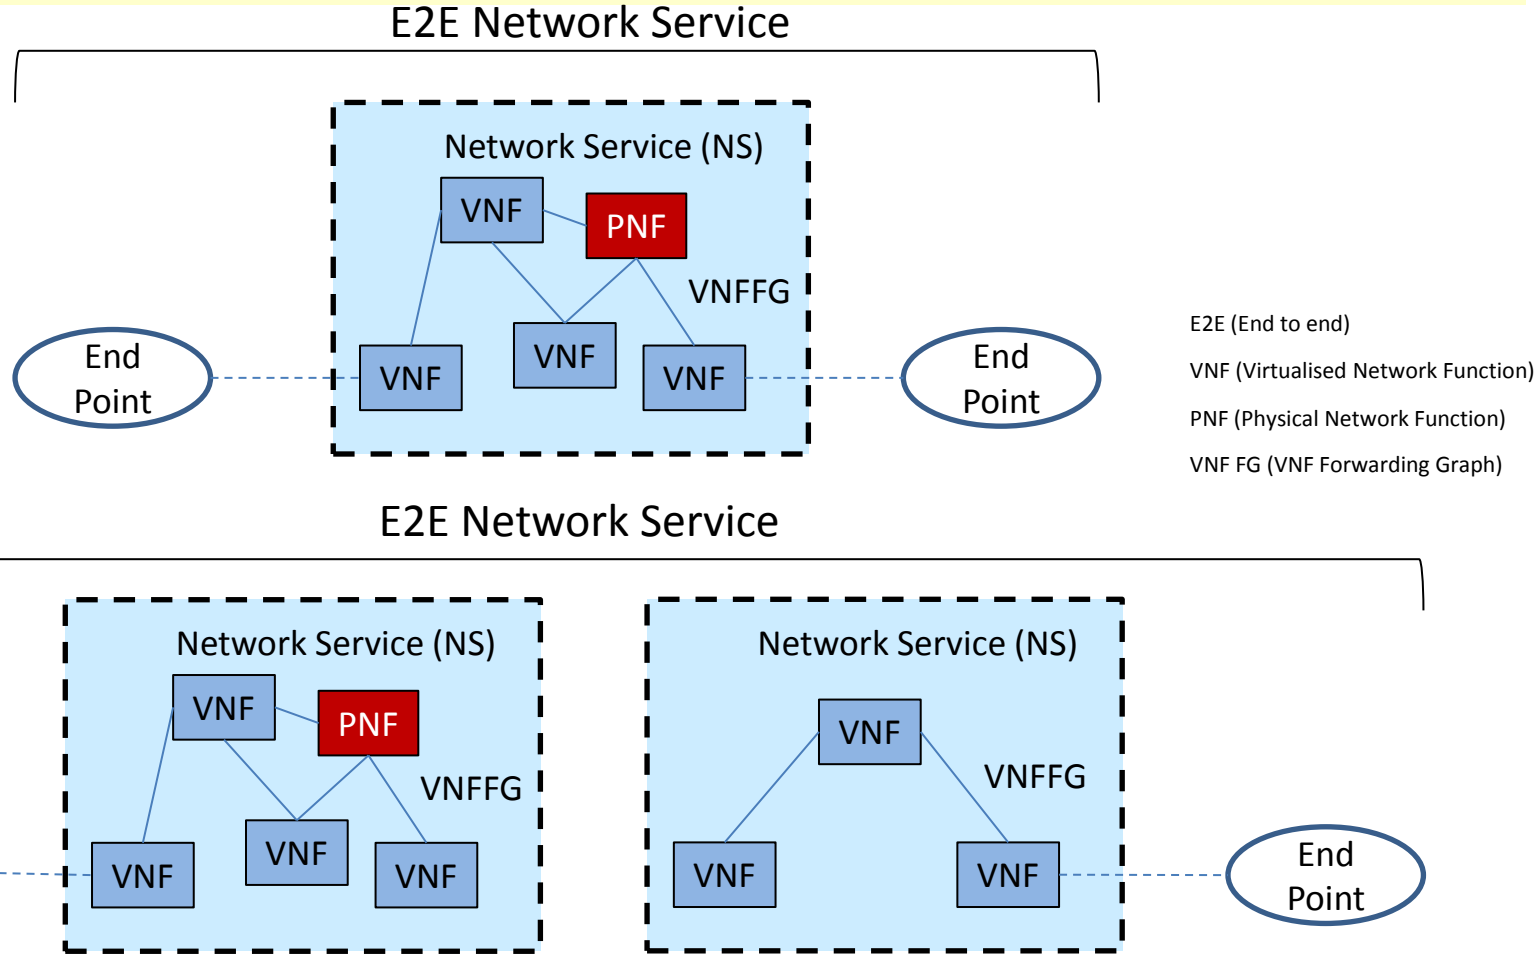 E2E Network Service
Network Service (NS)
VNF
PNF
VNFFG
VNF
VNF
VNF
End
Point
End
Point
E2E (End to end)
VNF (Virtualised Network Function)
PNF (Physical Network Function)
VNF FG (VNF Forwarding Graph)
E2E Network Service
Network Service (NS)
VNF
PNF
VNFFG
VNF
VNF
VNF
Network Service (NS)
VNF
VNFFG
VNF
VNF
End
Point